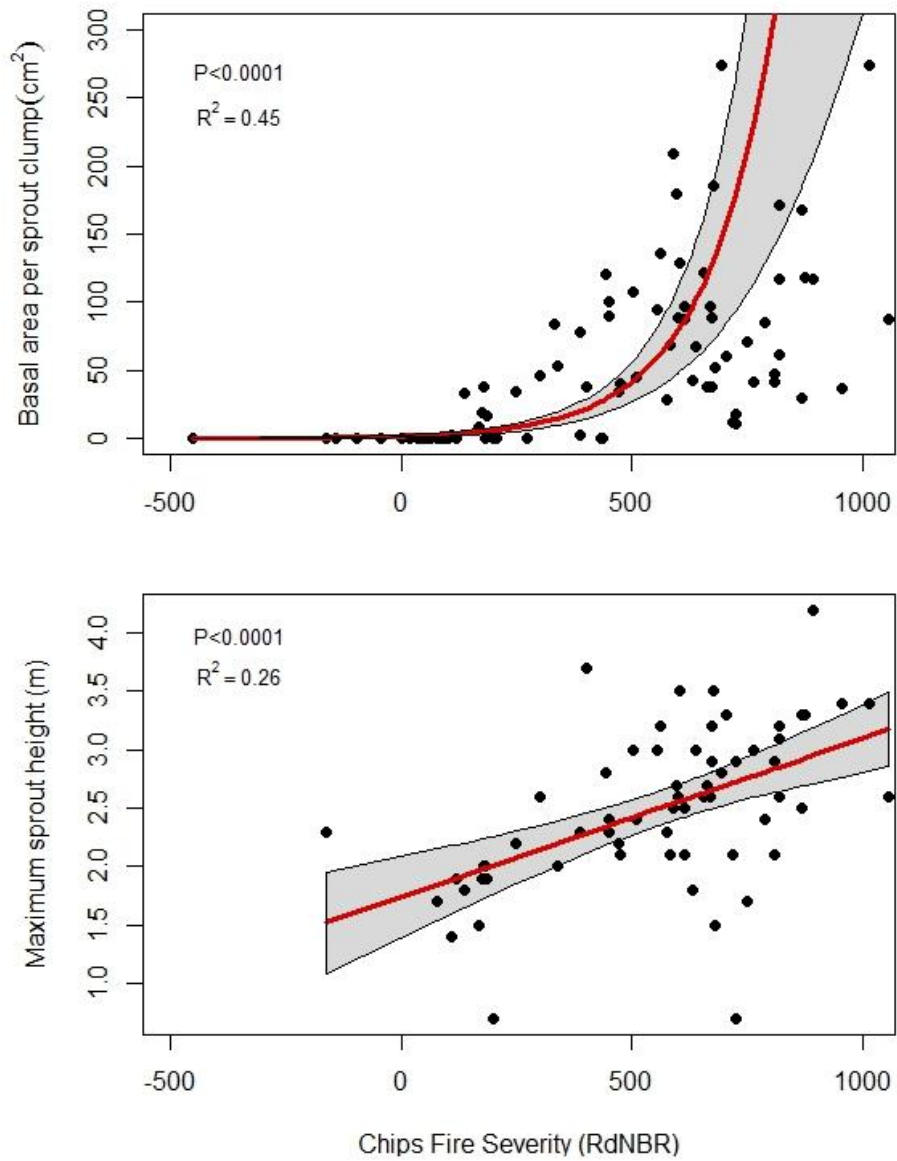 Basal area per sprout clump(cm²)
300
250
200
150
100
50
0
P<0.0001
R² = 0.45
-500 0 500 1000
Maximum sprout height (m)
4.0
3.5
3.0
2.5
2.0
1.5
1.0
P<0.0001
R² = 0.26
-500 0 500 1000
Chips Fire Severity (RdNBR)